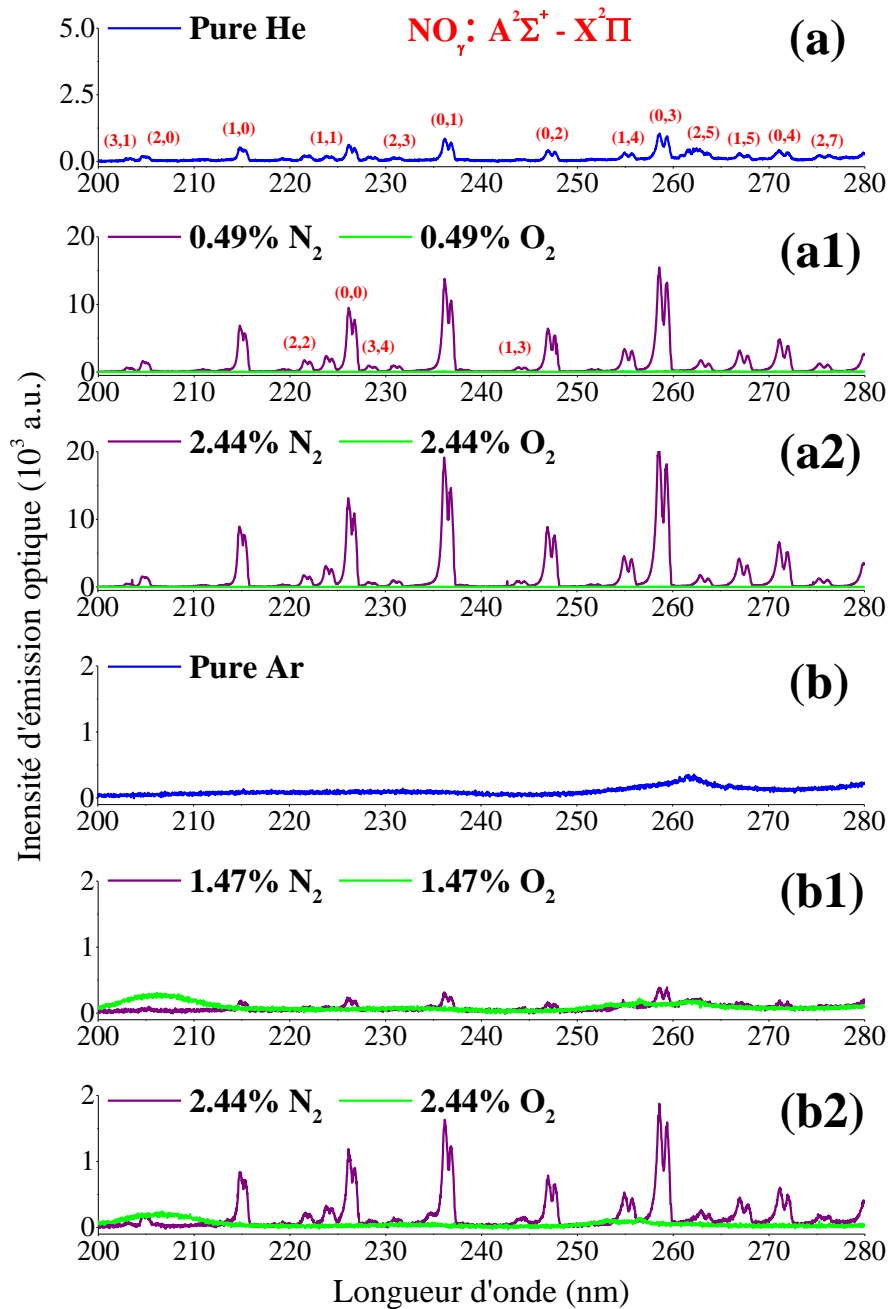 Inensité d'émission optique (10³ a.u.)
Pure He
NOᵧ: A²Σ⁺ - X²Π
(a)
5.0
2.5
0.0
(3,1) (2,0) (1,0) (1,1) (2,3) (0,1) (0,2) (1,4) (0,3) (2,5) (1,5) (0,4) (2,7)
200 210 220 230 240 250 260 270 280
0.49% N₂ 0.49% O₂
(a1)
20
10
0
(2,2) (0,0) (3,4) (1,3)
200 210 220 230 240 250 260 270 280
2.44% N₂ 2.44% O₂
(a2)
20
10
0
200 210 220 230 240 250 260 270 280
Pure Ar
(b)
2
1
0
200 210 220 230 240 250 260 270 280
1.47% N₂ 1.47% O₂
(b1)
2
1
0
200 210 220 230 240 250 260 270 280
2.44% N₂ 2.44% O₂
(b2)
2
1
0
200 210 220 230 240 250 260 270 280
Longueur d'onde (nm)